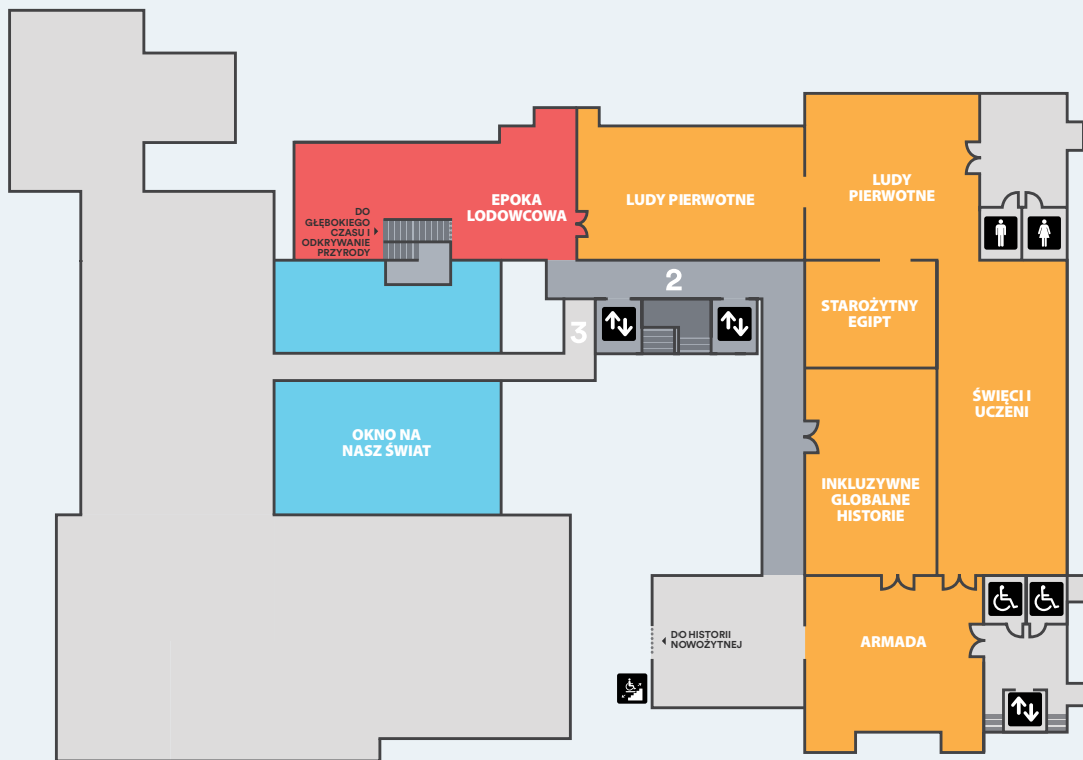 EPOKA
LODOWCOWA
LUDY PIERWOTNE
LUDY
PIERWOTNE
DO
GŁĘBOKIEGO
CZASU I
ODKRYWANIE
PRZYRODY
2
3
STAROŻYTNY
EGIPT
ŚWIĘCI I
UCZENI
OKNO NA
NASZ ŚWIAT
INKLUZYWNE
GLOBALNE
HISTORIE
DO HISTORII
NOWOŻYTNEJ
ARMADA